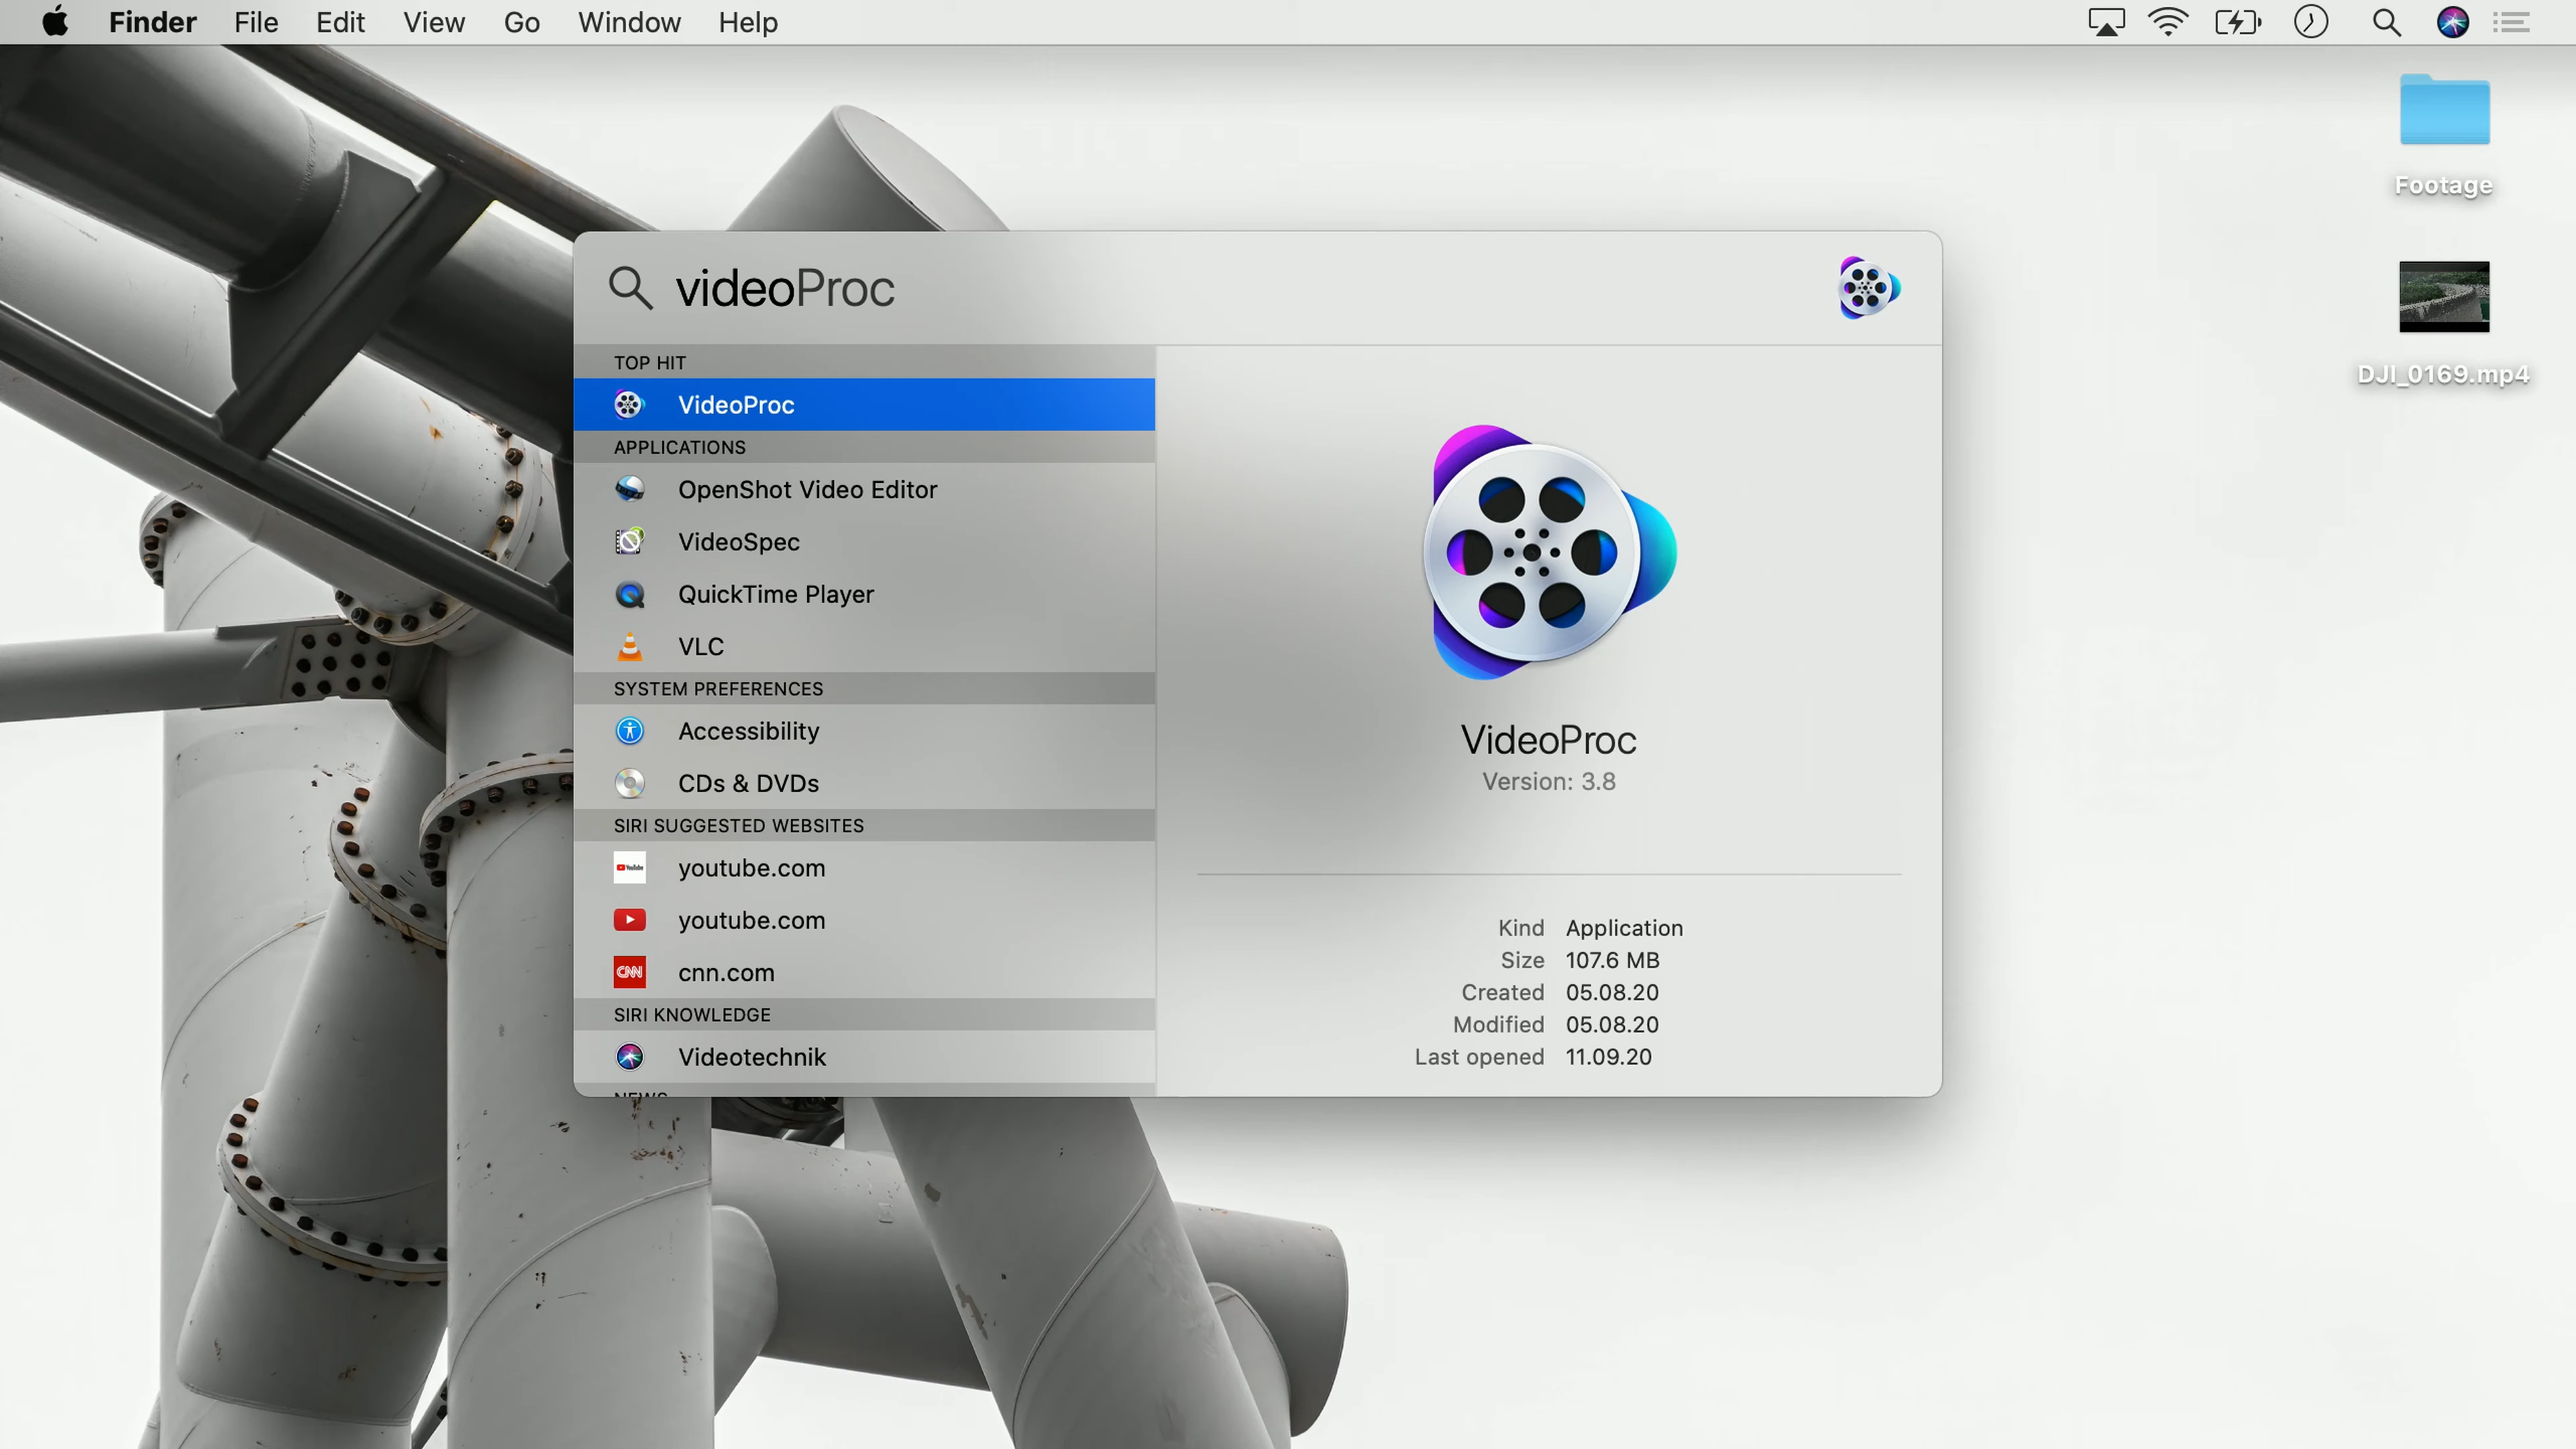 Finder File Edit View Go Window Help
Footage
DJI_0169.mp4
videoProc
TOP HIT
VideoProc
APPLICATIONS
OpenShot Video Editor
VideoSpec
QuickTime Player
VLC
SYSTEM PREFERENCES
Accessibility
CDs & DVDs
SIRI SUGGESTED WEBSITES
YouTube
youtube.com
youtube.com
CNN
cnn.com
SIRI KNOWLEDGE
Videotechnik
NEWS
VideoProc
Version: 3.8
Kind Application
Size 107.6 MB
Created 05.08.20
Modified 05.08.20
Last opened 11.09.20